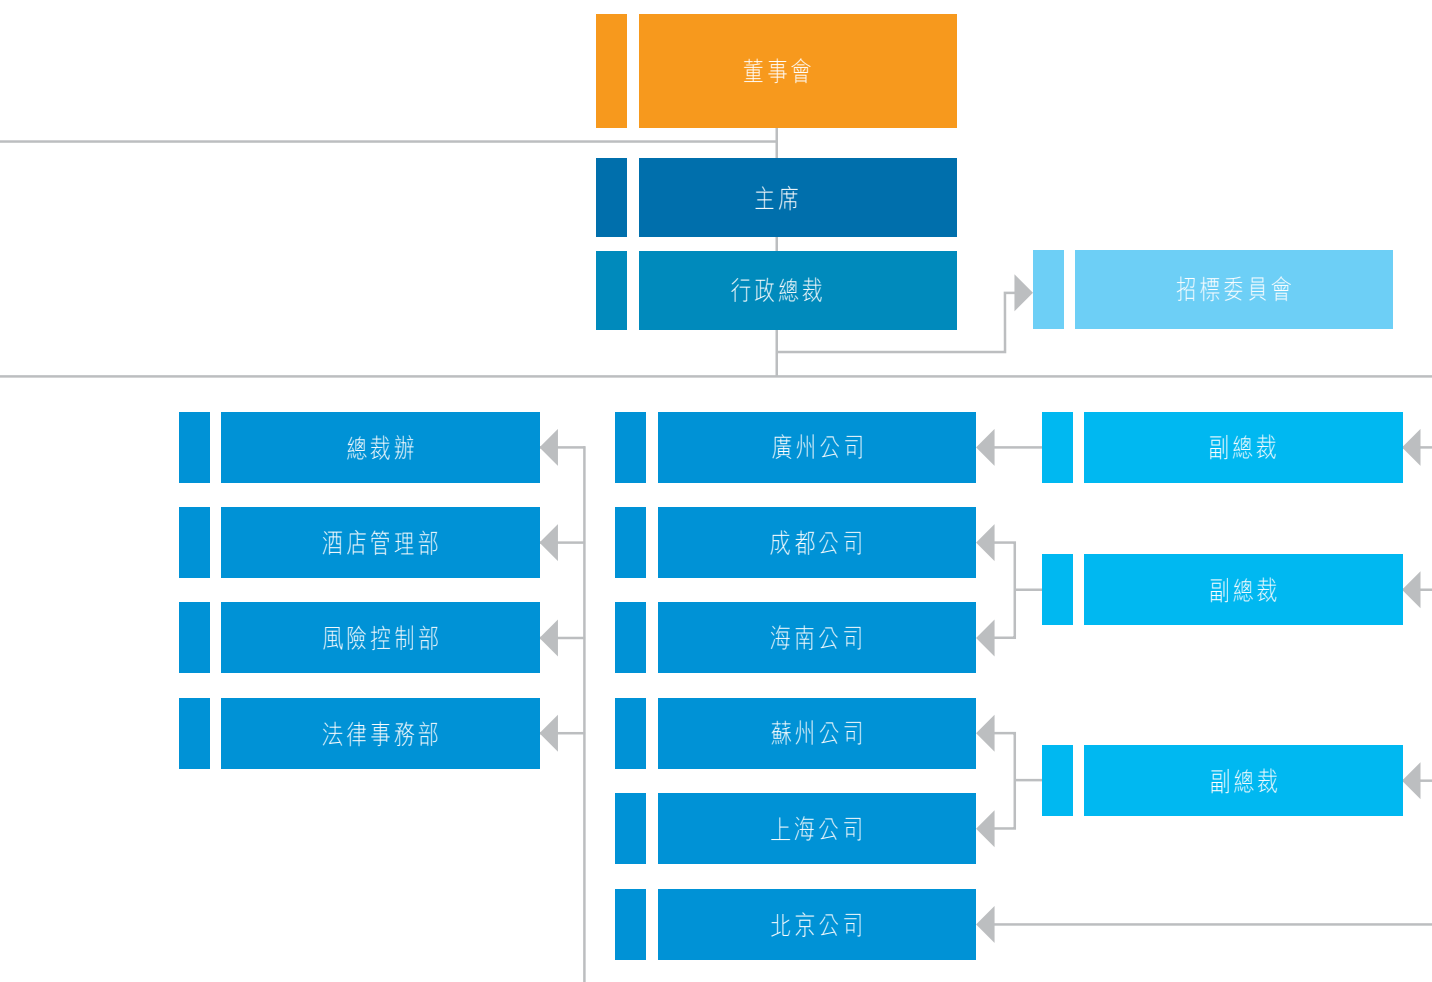 董事會
主席
行政總裁
招標委員會
總裁辦
廣州公司
副總裁
酒店管理部
成都公司
副總裁
風險控制部
海南公司
法律事務部
蘇州公司
副總裁
上海公司
北京公司